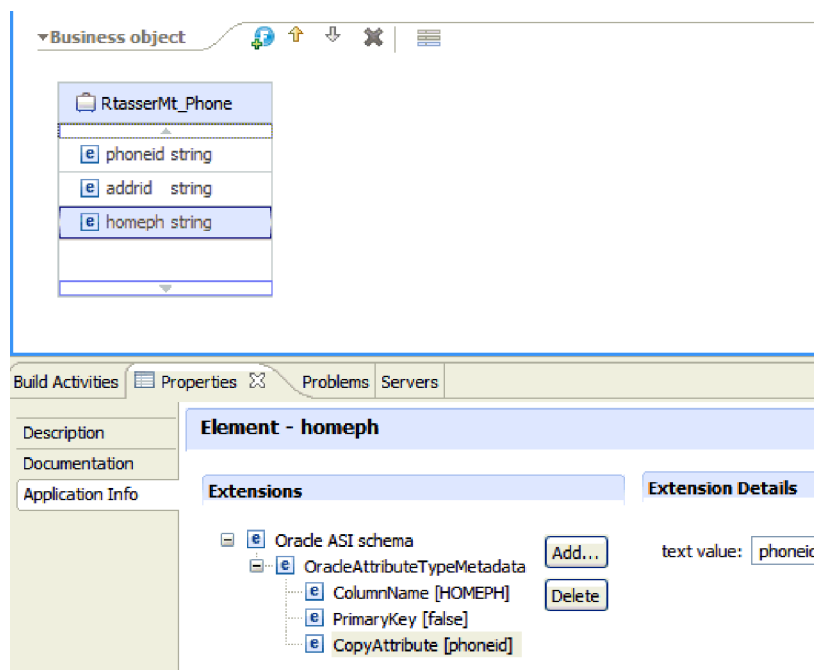 Business object
RtasserMt_Phone
phoneid string
addrid string
homeph string
Build Activities Properties Problems Servers
Description
Documentation
Application Info
Element - homeph
Extensions
Extension Details
Oracle ASI schema
OracleAttributeTypeMetadata
ColumnName [HOMEPH]
PrimaryKey [false]
CopyAttribute [phoneid]
Add...
Delete
text value: phoneid